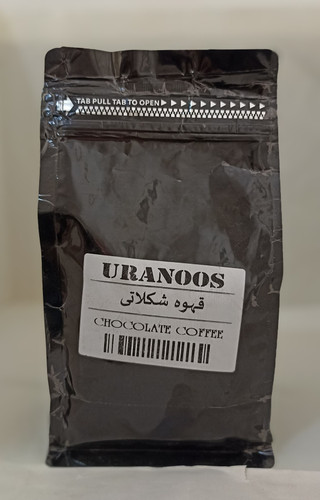 TAB PULL TAB TO OPEN
URANOOS
قهوه شکلاتی
CHOCOLATE COFFEE